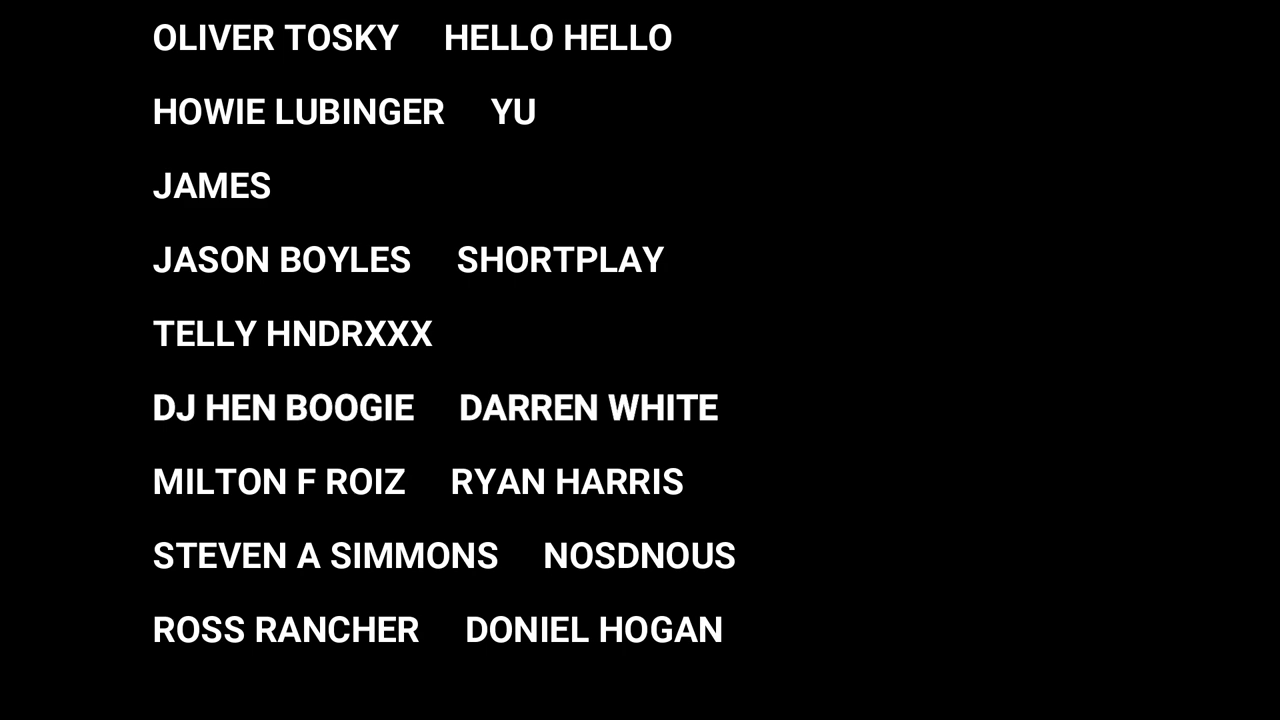 OLIVER TOSKY HELLO HELLO
HOWIE LUBINGER YU
JAMES
JASON BOYLES SHORTPLAY
TELLY HNDRXXX
DJ HEN BOOGIE DARREN WHITE
MILTON F ROIZ RYAN HARRIS
STEVEN A SIMMONS NOSDNOUS
ROSS RANCHER DONIEL HOGAN